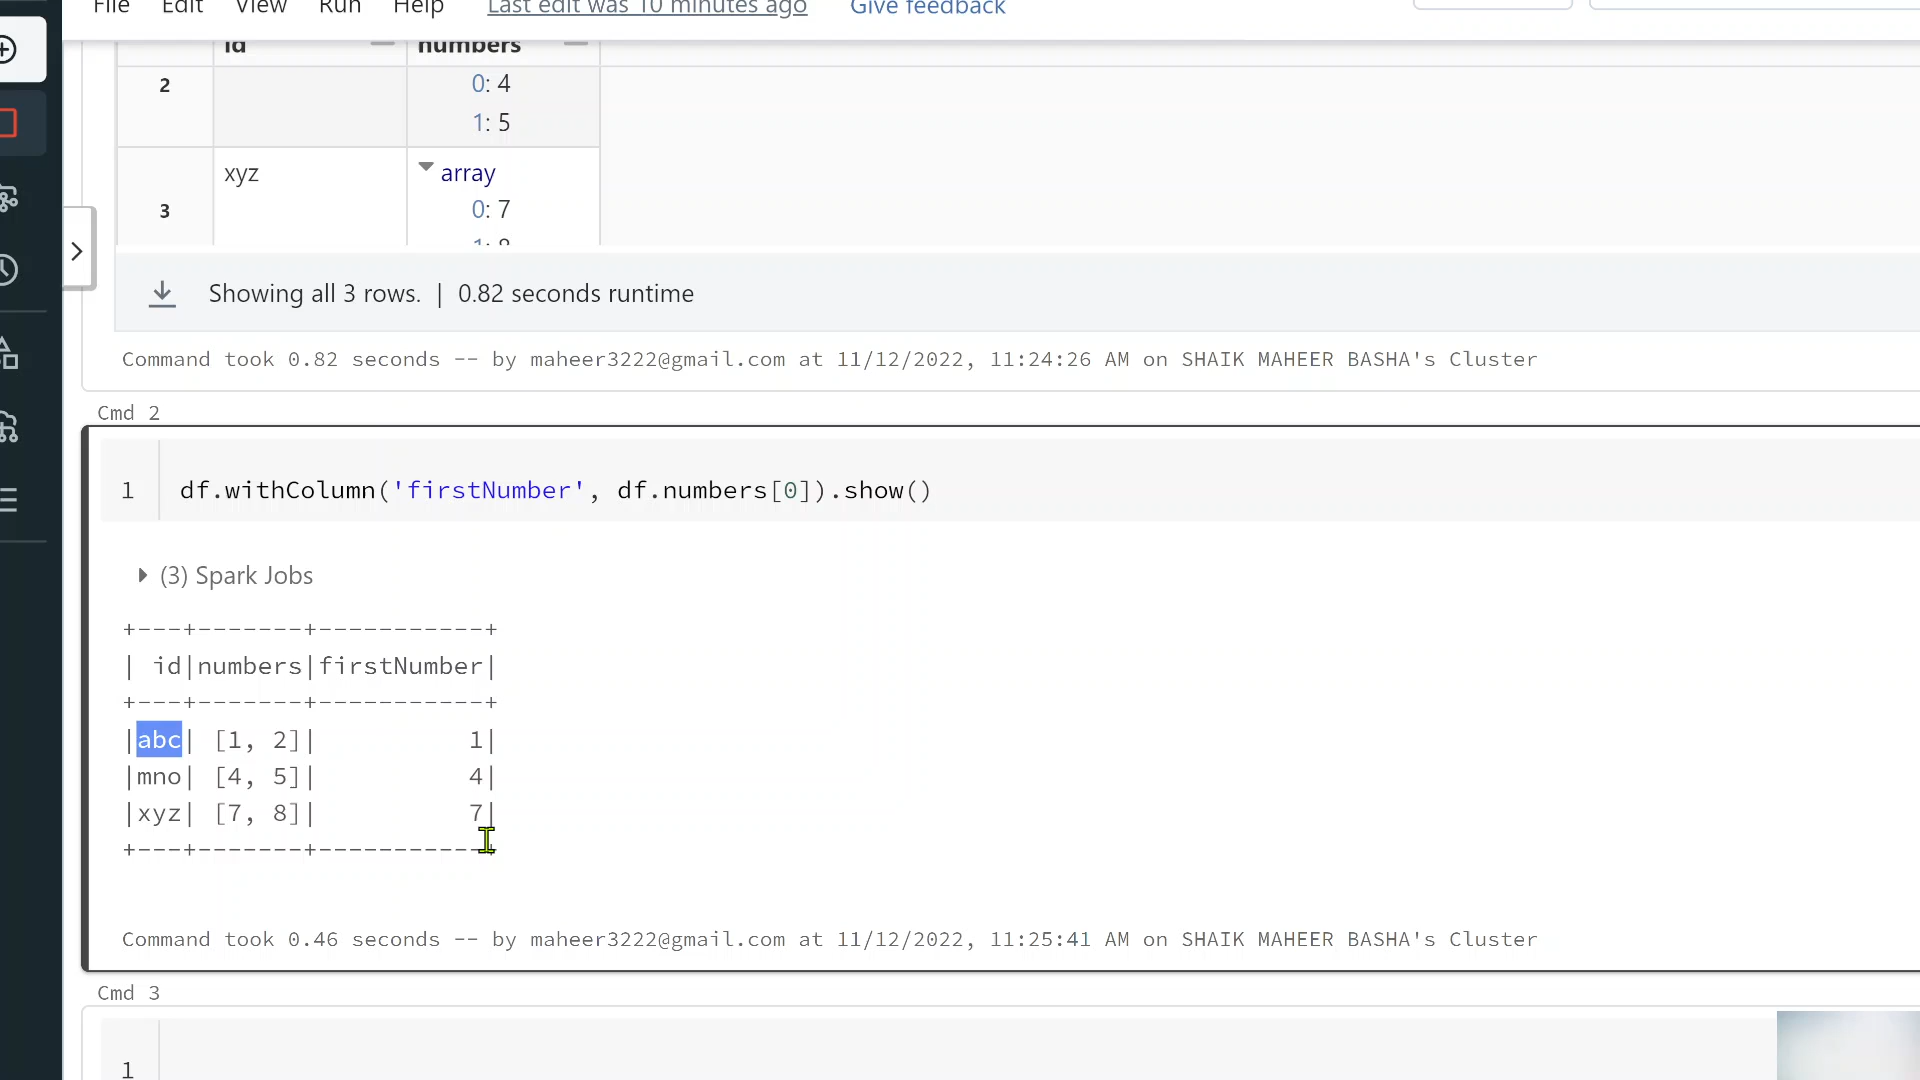 File Edit View Run Help Last edit was 10 minutes ago Give feedback
id numbers
2
0: 4
1: 5
xyz array
3
0: 7
1: 8
Showing all 3 rows. | 0.82 seconds runtime
Command took 0.82 seconds -- by maheer3222@gmail.com at 11/12/2022, 11:24:26 AM on SHAIK MAHEER BASHA's Cluster
Cmd 2
1 df.withColumn('firstNumber', df.numbers[0]).show()
(3) Spark Jobs
+---+-------+-----------+
| id|numbers|firstNumber|
+---+-------+-----------+
|abc| [1, 2]|          1|
|mno| [4, 5]|          4|
|xyz| [7, 8]|          7|
+---+-------+-----------+
Command took 0.46 seconds -- by maheer3222@gmail.com at 11/12/2022, 11:25:41 AM on SHAIK MAHEER BASHA's Cluster
Cmd 3
1